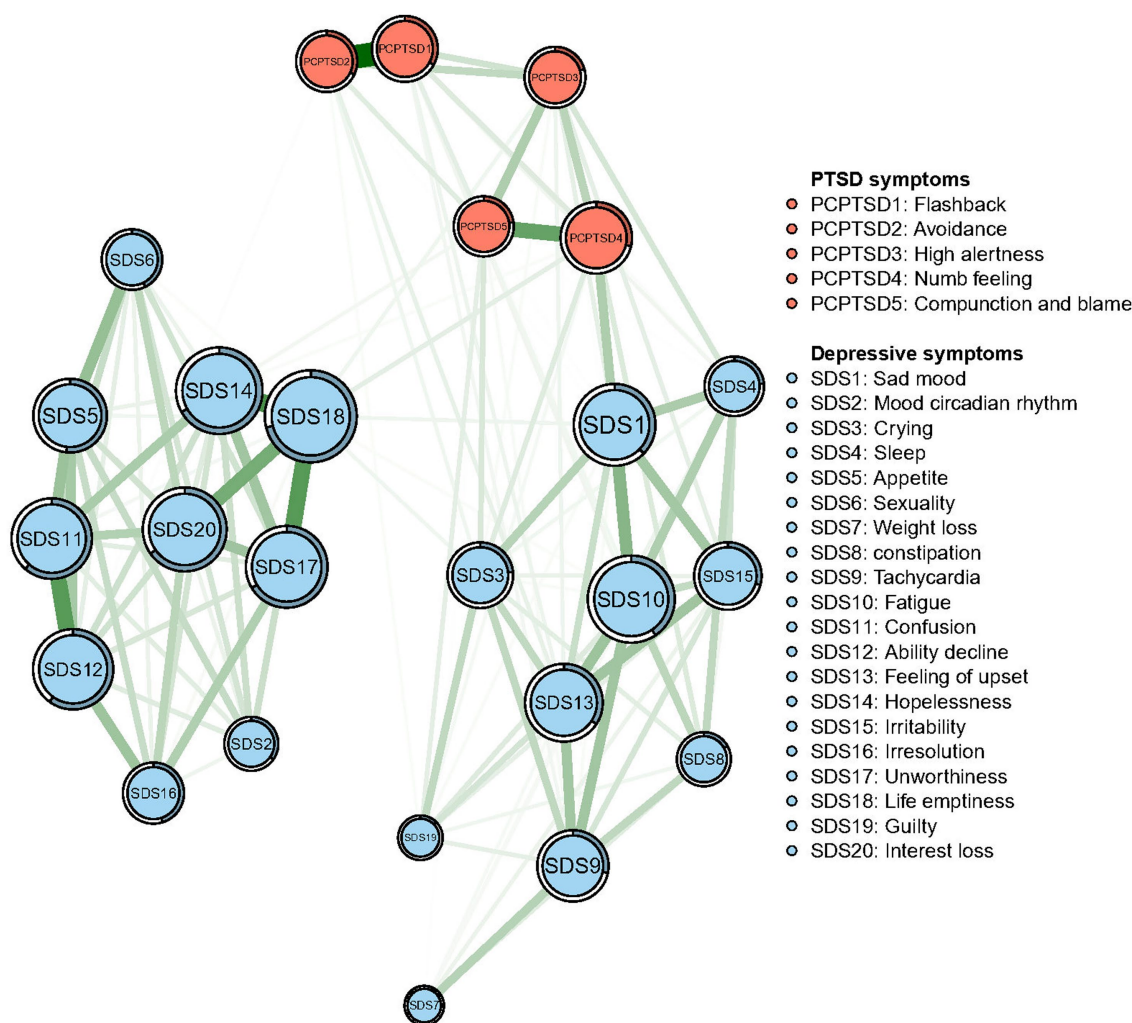 PCPTSD2
PCPTSD1
PCPTSD3
PCPTSD5
PCPTSD4
SDS6
SDS14
SDS5
SDS18
SDS4
SDS1
SDS11
SDS20
SDS17
SDS3
SDS15
SDS10
SDS12
SDS13
SDS2
SDS8
SDS16
SDS19
SDS9
SDS7
PTSD symptoms
PCPTSD1: Flashback
PCPTSD2: Avoidance
PCPTSD3: High alertness
PCPTSD4: Numb feeling
PCPTSD5: Compunction and blame
Depressive symptoms
SDS1: Sad mood
SDS2: Mood circadian rhythm
SDS3: Crying
SDS4: Sleep
SDS5: Appetite
SDS6: Sexuality
SDS7: Weight loss
SDS8: constipation
SDS9: Tachycardia
SDS10: Fatigue
SDS11: Confusion
SDS12: Ability decline
SDS13: Feeling of upset
SDS14: Hopelessness
SDS15: Irritability
SDS16: Irresolution
SDS17: Unworthiness
SDS18: Life emptiness
SDS19: Guilty
SDS20: Interest loss